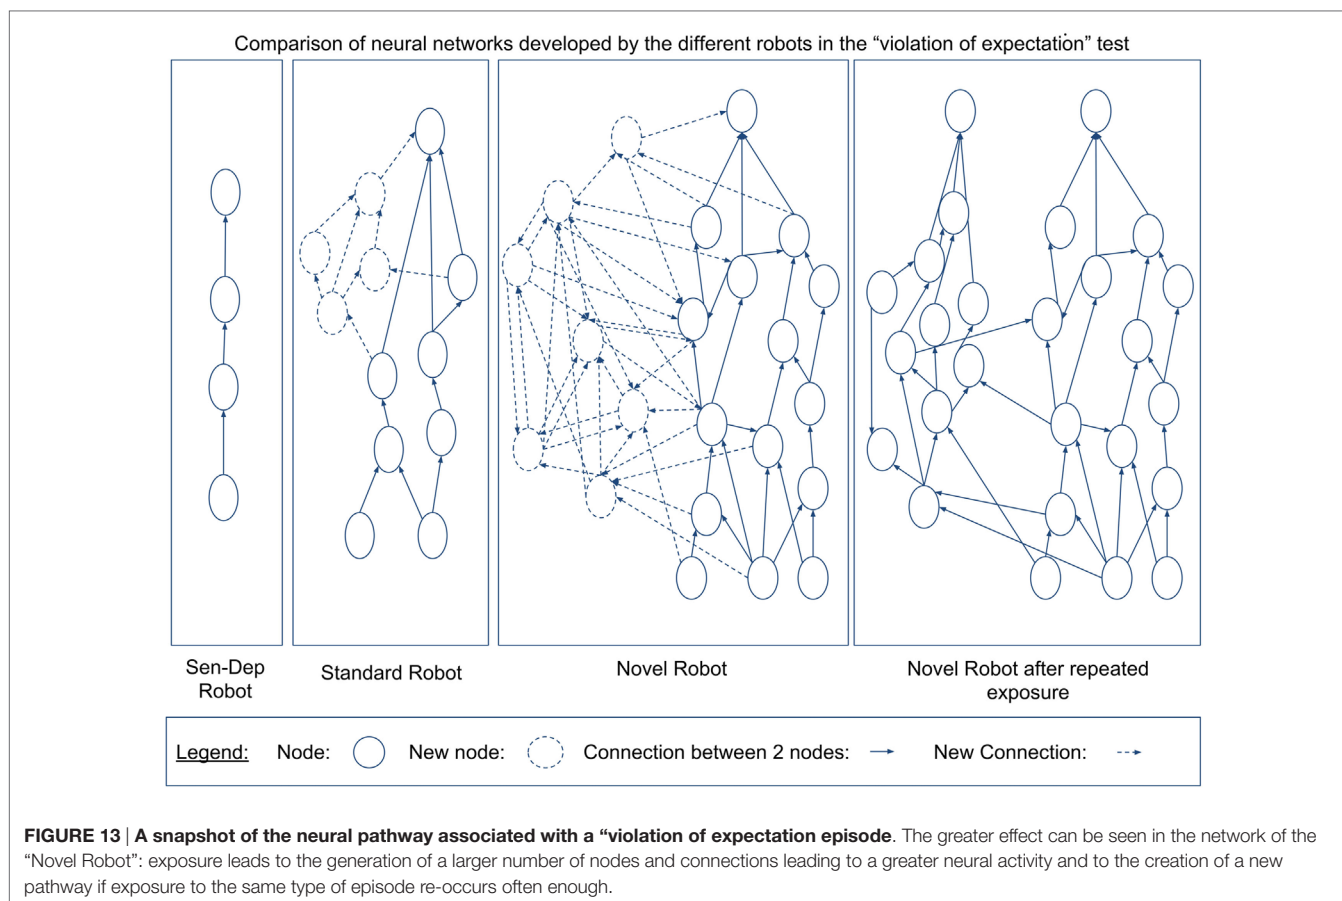 Comparison of neural networks developed by the different robots in the “violation of expectation” test
Sen-Dep
Robot
Standard Robot
Novel Robot
Novel Robot after repeated
exposure
Legend: Node: New node: Connection between 2 nodes: New Connection:
FIGURE 13 | A snapshot of the neural pathway associated with a “violation of expectation episode. The greater effect can be seen in the network of the
“Novel Robot”: exposure leads to the generation of a larger number of nodes and connections leading to a greater neural activity and to the creation of a new
pathway if exposure to the same type of episode re-occurs often enough.